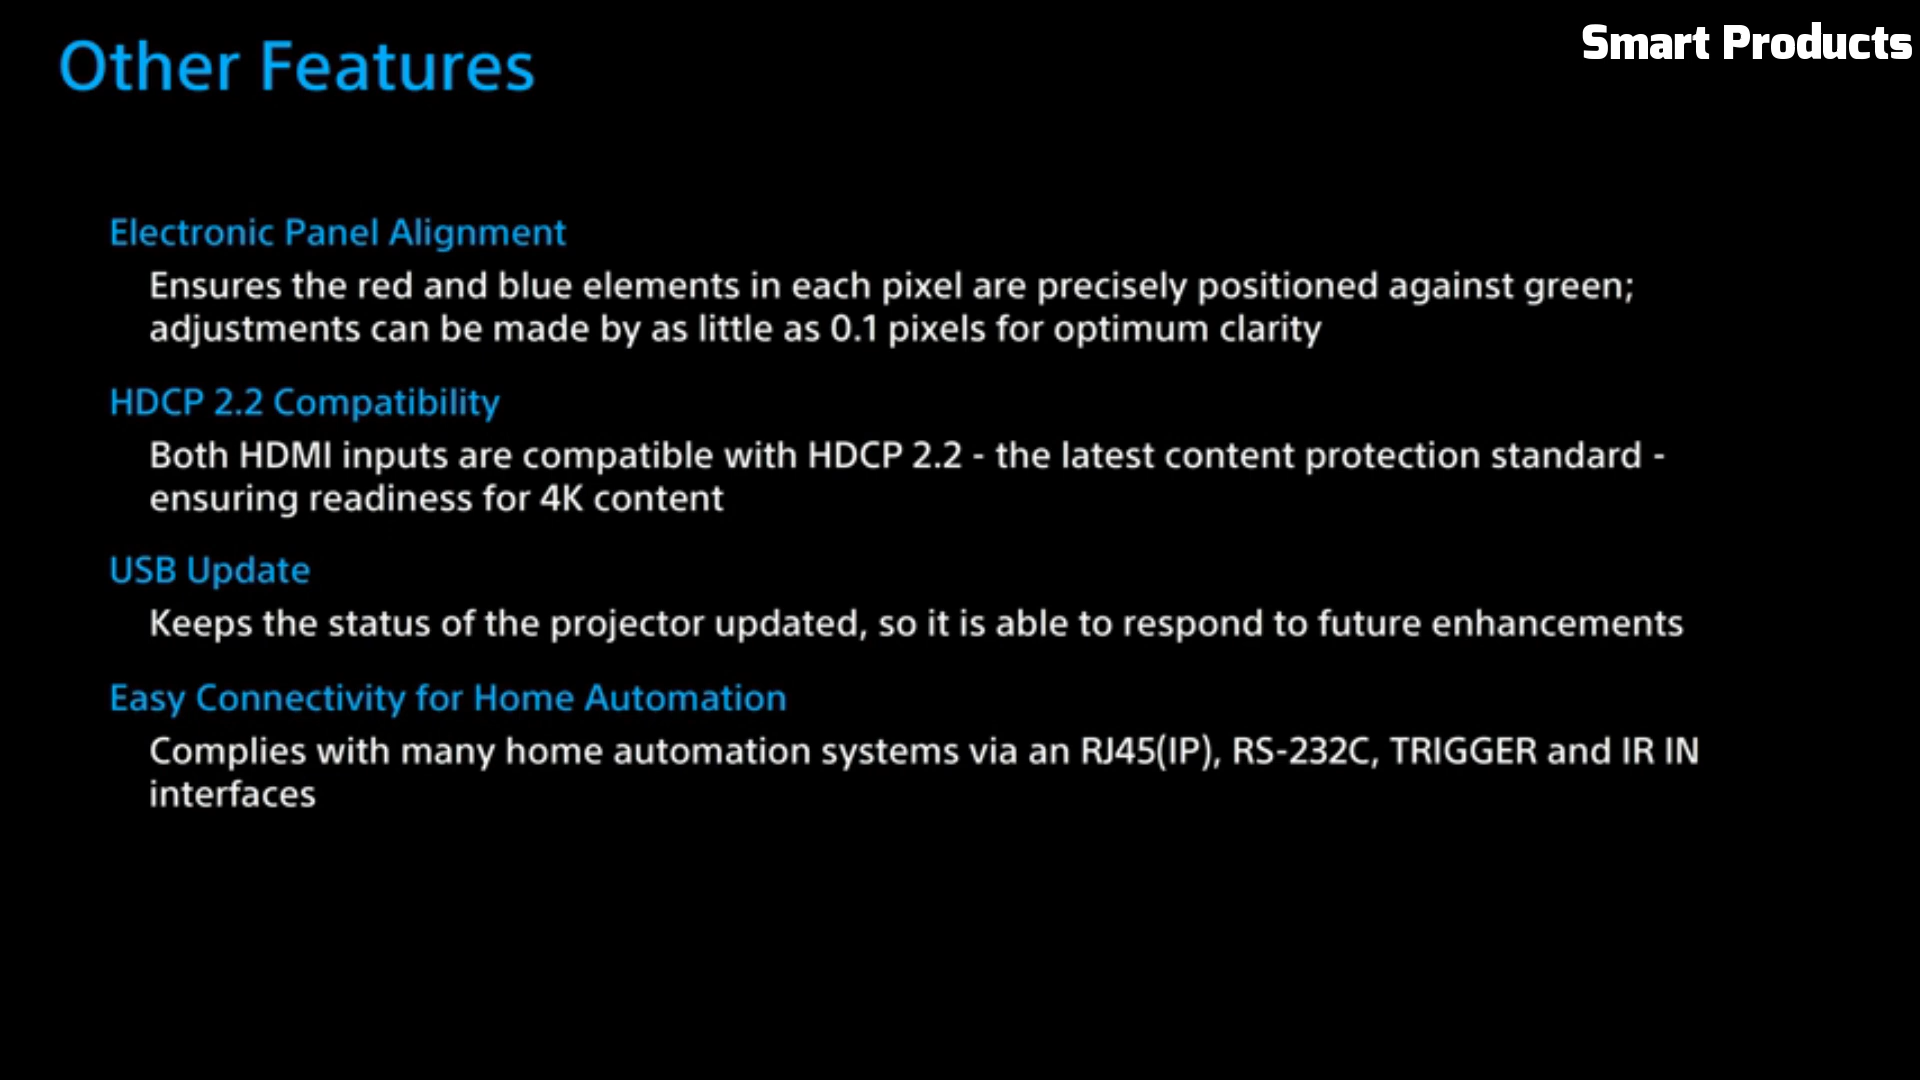 Other Features
Smart Products
Electronic Panel Alignment
Ensures the red and blue elements in each pixel are precisely positioned against green;
adjustments can be made by as little as 0.1 pixels for optimum clarity
HDCP 2.2 Compatibility
Both HDMI inputs are compatible with HDCP 2.2 - the latest content protection standard -
ensuring readiness for 4K content
USB Update
Keeps the status of the projector updated, so it is able to respond to future enhancements
Easy Connectivity for Home Automation
Complies with many home automation systems via an RJ45(IP), RS-232C, TRIGGER and IR IN
interfaces